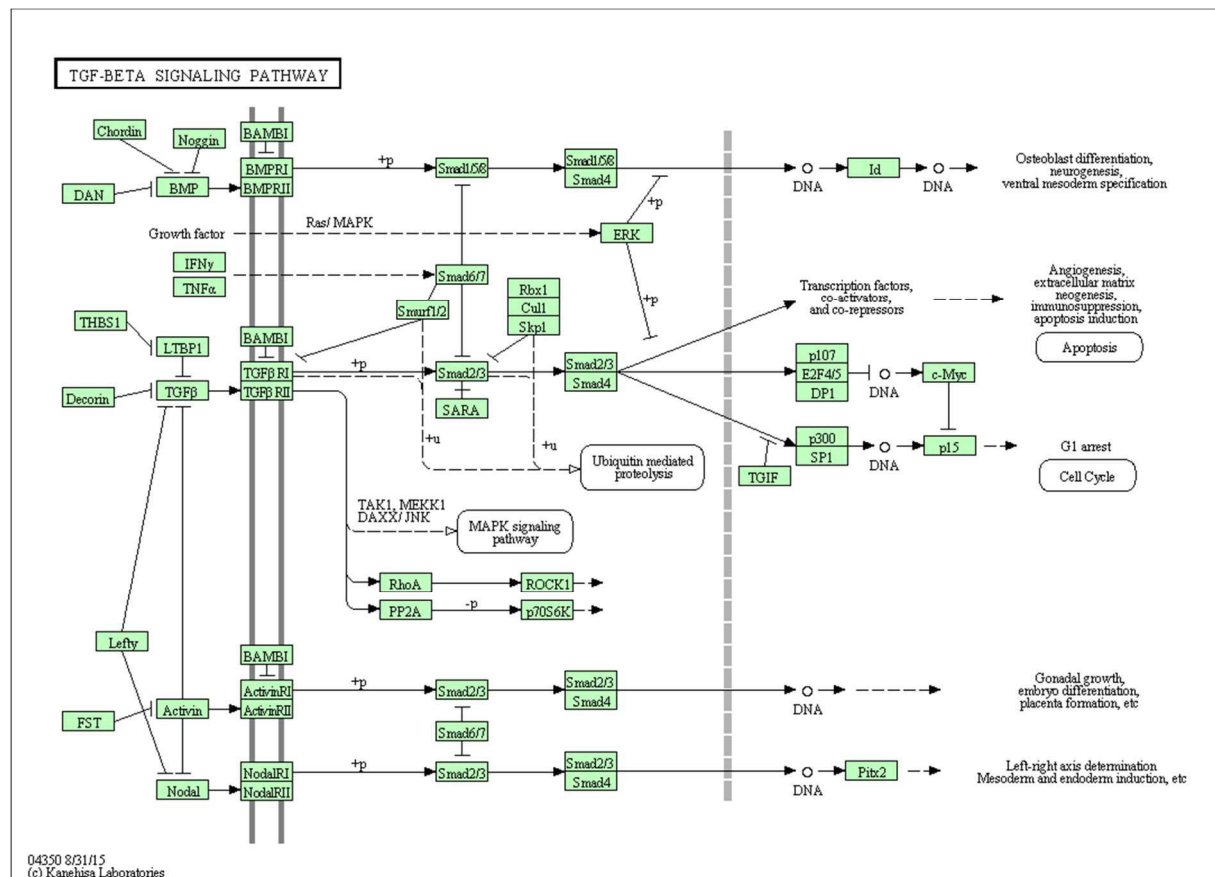 TGF-BETA SIGNALING PATHWAY
Chordin
Noggin
BAMBI
DAN
BMP
BMPRI
BMPRII
+p
Smad1/5/8
Smad1/5/8
Smad4
DNA
Id
DNA
Osteoblast differentiation,
neurogenesis,
ventral mesoderm specification
Growth factor
Ras/ MAPK
+p
ERK
+p
IFNγ
TNFα
Smad6/7
Smurf1/2
Rbx1
Cul1
Skp1
Transcription factors,
co-activators,
and co-repressors
Angiogenesis,
extracellular matrix
neogenesis,
immunosuppression,
apoptosis induction
Apoptosis
THBS1
LTBP1
BAMBI
Decorin
TGFβ
TGFβ RI
TGFβ RII
+p
Smad2/3
SARA
Smad2/3
Smad4
p107
E2F4/5
DP1
DNA
c-Myc
+u
+u
Ubiquitin mediated
proteolysis
TGIF
p300
SP1
DNA
p15
G1 arrest
Cell Cycle
TAK1, MEKK1
DAXX/ JNK
MAPK signaling
pathway
RhoA
ROCK1
PP2A
-p
p70S6K
Lefty
BAMBI
FST
Activin
ActivinRI
ActivinRII
+p
Smad2/3
Smad2/3
Smad4
DNA
Gonadal growth,
embryo differentiation,
placenta formation, etc
Smad6/7
Nodal
NodalRI
NodalRII
+p
Smad2/3
Smad2/3
Smad4
DNA
Pitx2
Left-right axis determination
Mesoderm and endoderm induction, etc
04350 8/31/15
(c) Kanehisa Laboratories